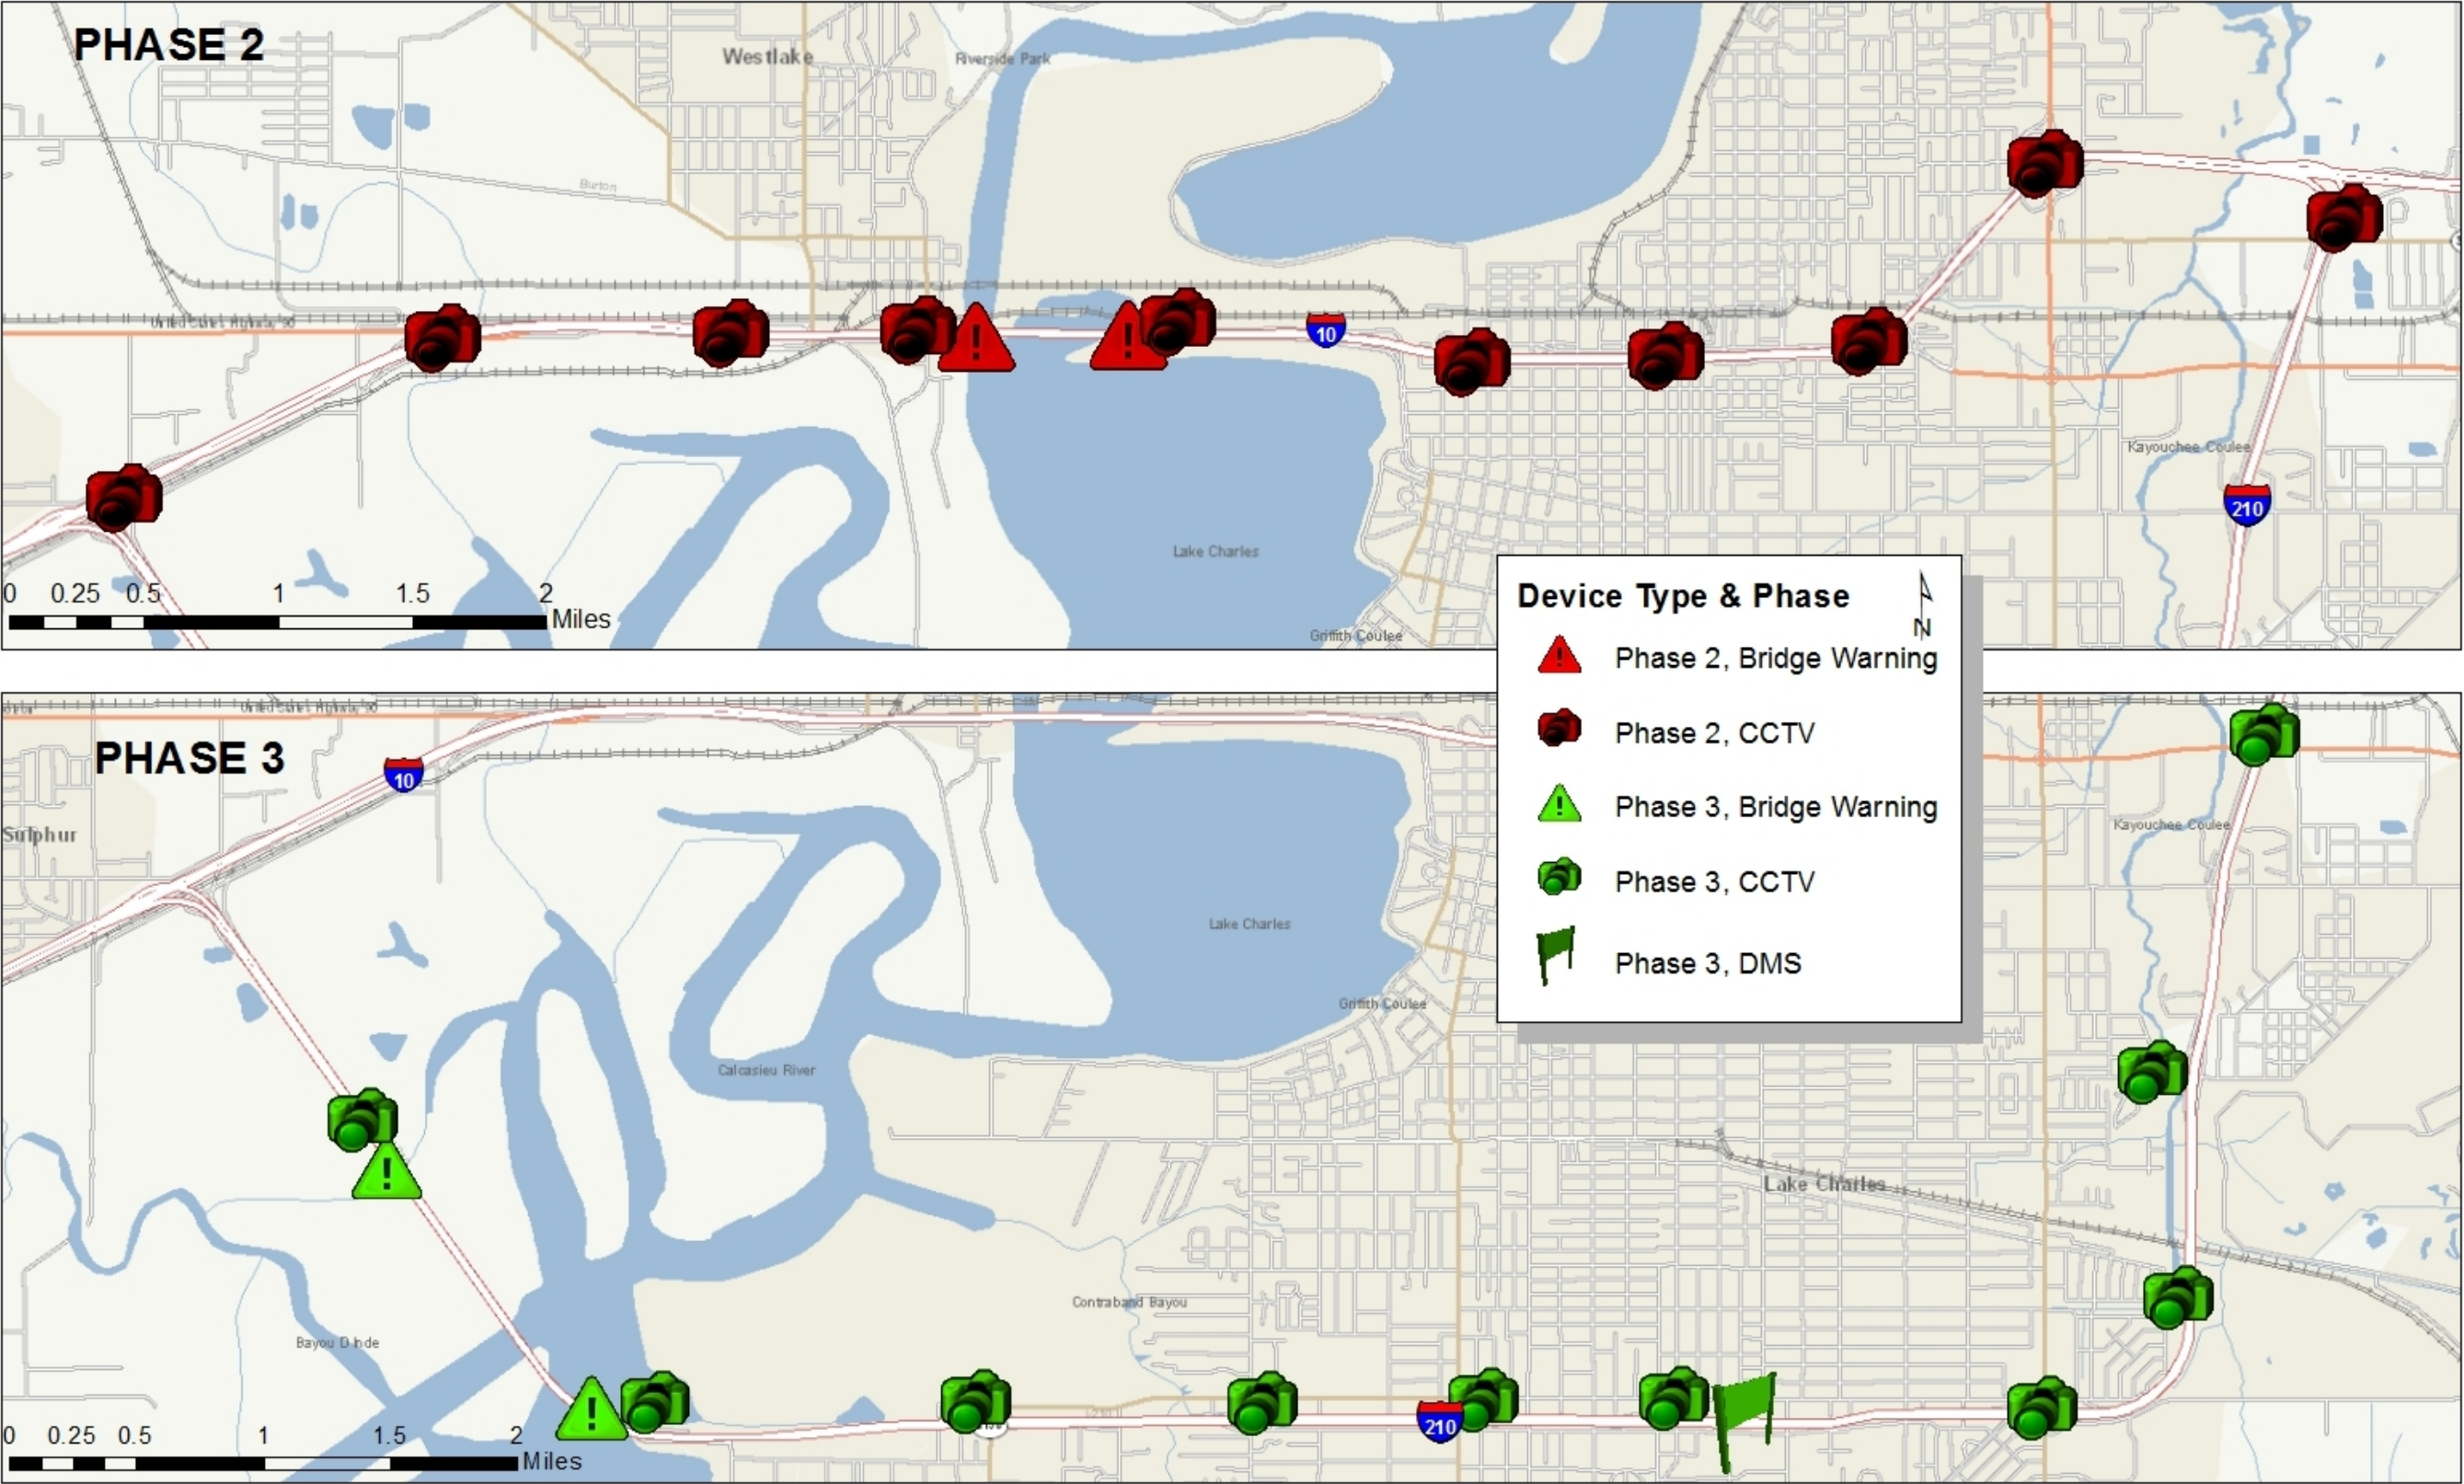 PHASE 2
Westlake
Riverside Park
Burton
United States Highway 90
10
Kayouchee Coulee
210
Lake Charles
Griffith Coulee
0 0.25 0.5 1 1.5 2
Miles
Device Type & Phase
N
Phase 2, Bridge Warning
Phase 2, CCTV
Phase 3, Bridge Warning
Phase 3, CCTV
Phase 3, DMS
United States Highway 90
PHASE 3
10
Sulphur
Kayouchee Coulee
Lake Charles
Griffith Coulee
Calcasieu River
Lake Charles
Contraband Bayou
Bayou D Inde
210
0 0.25 0.5 1 1.5 2
Miles